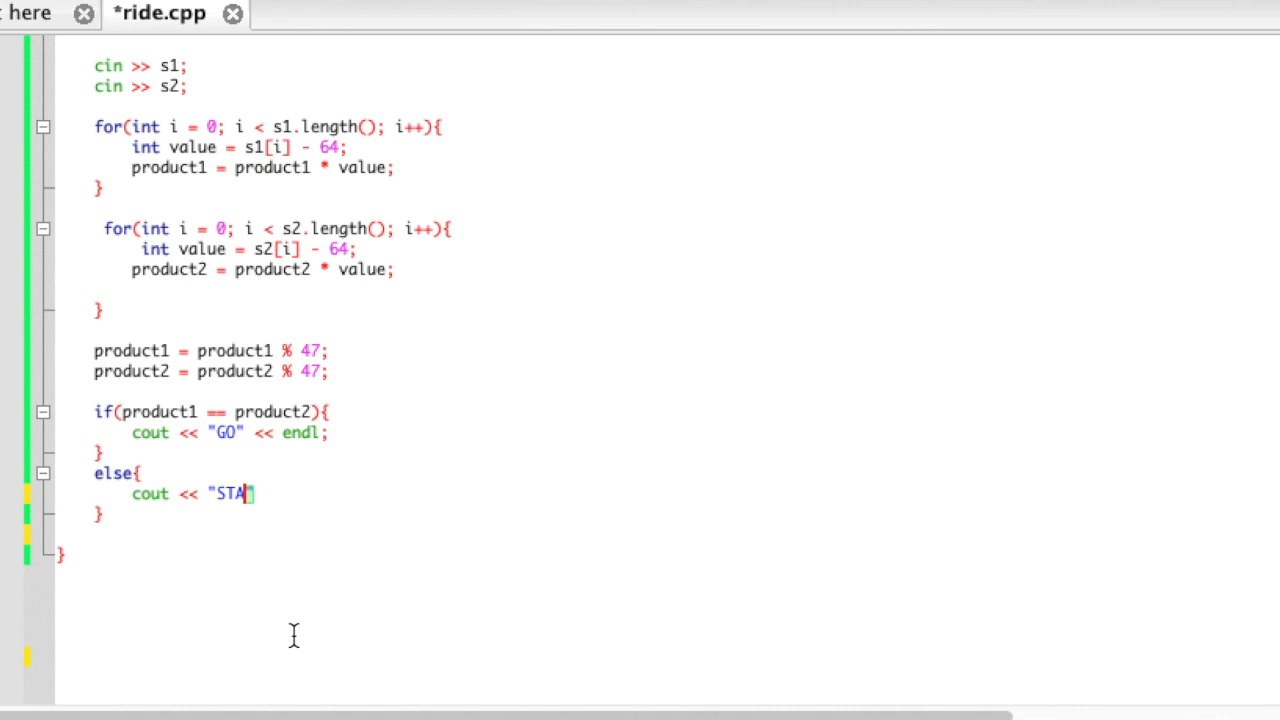 t here
*ride.cpp
cin >> s1;
cin >> s2;
for(int i = 0; i < s1.length(); i++){
int value = s1[i] - 64;
product1 = product1 * value;
}
for(int i = 0; i < s2.length(); i++){
int value = s2[i] - 64;
product2 = product2 * value;
}
product1 = product1 % 47;
product2 = product2 % 47;
if(product1 == product2){
cout << "GO" << endl;
}
else{
cout << "STA"
}
}